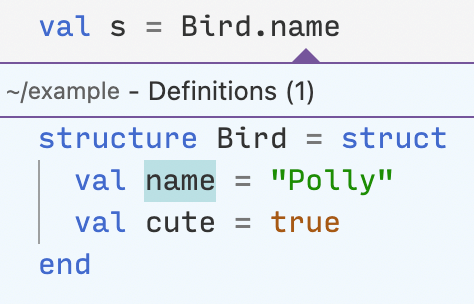 val s = Bird.name
~/example - Definitions (1)
structure Bird = struct
val name = "Polly"
val cute = true
end